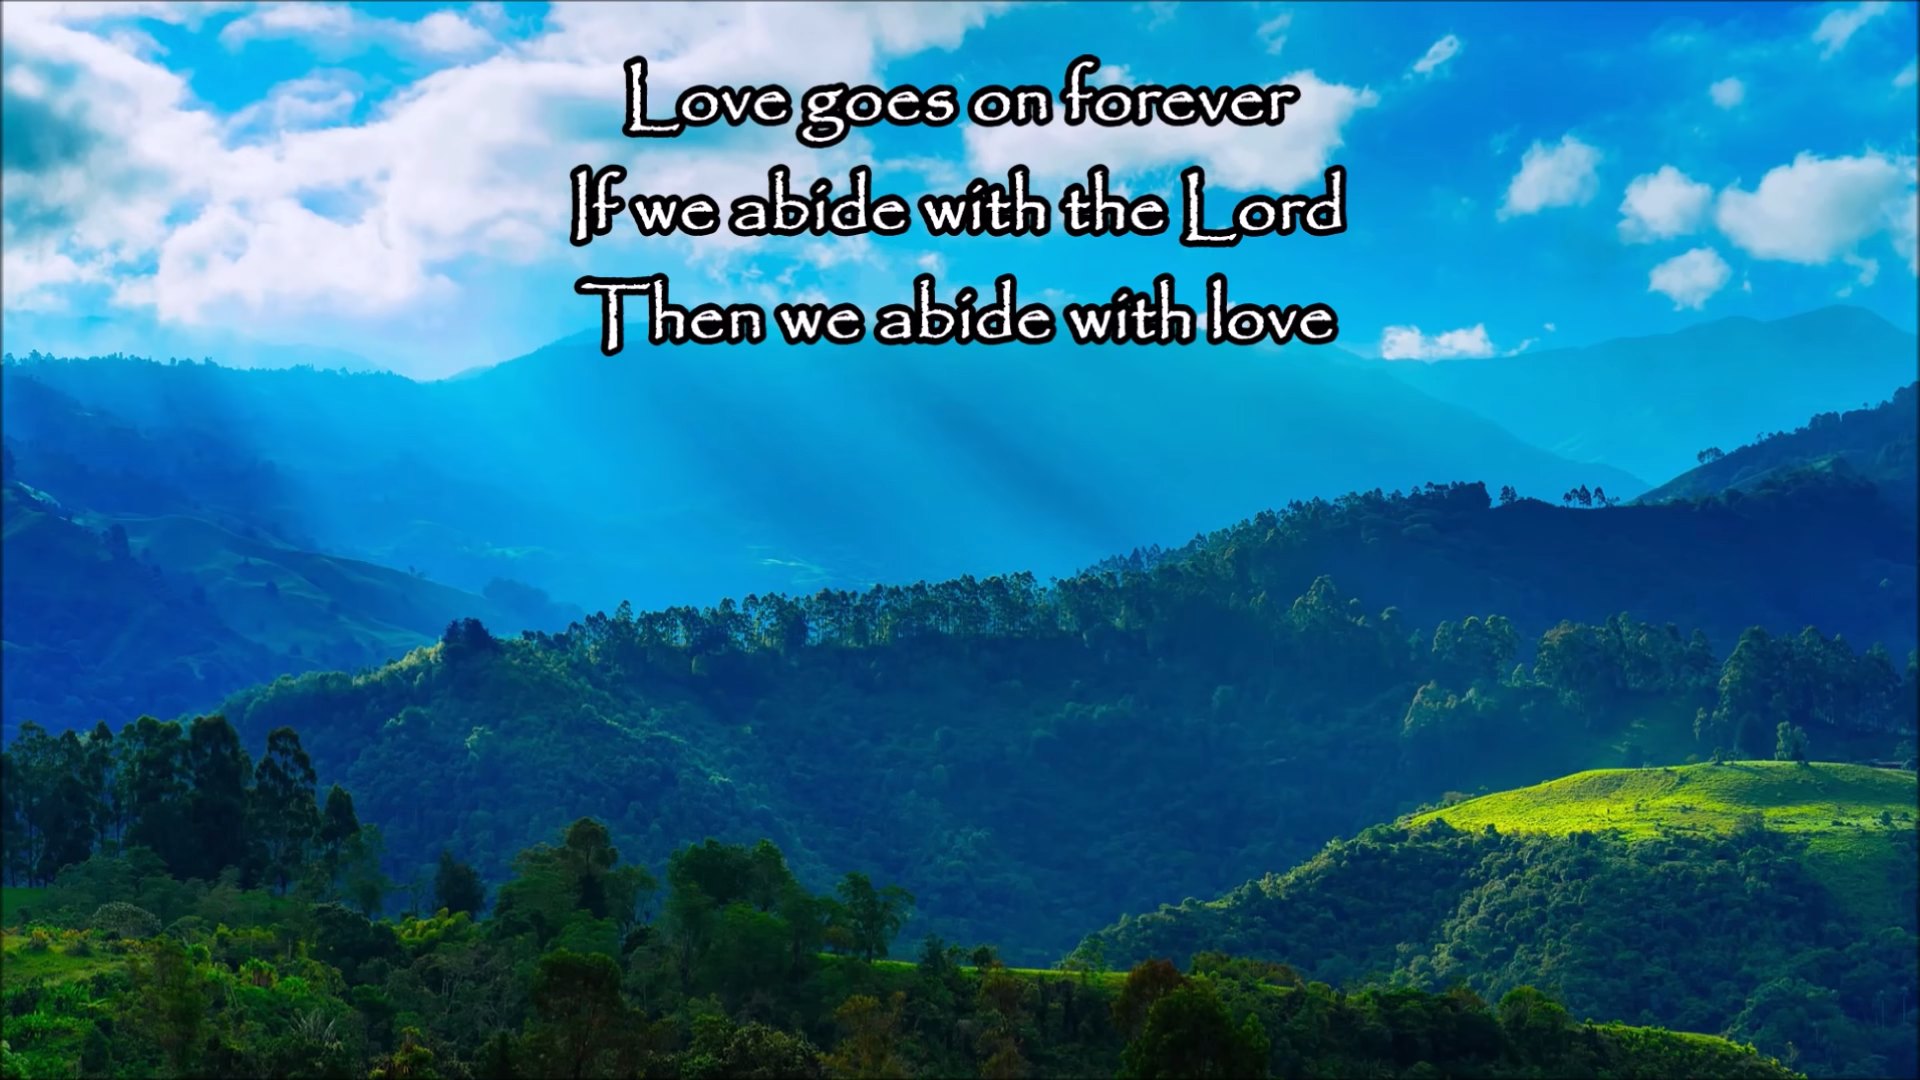 Love goes on forever
If we abide with the Lord
Then we abide with love